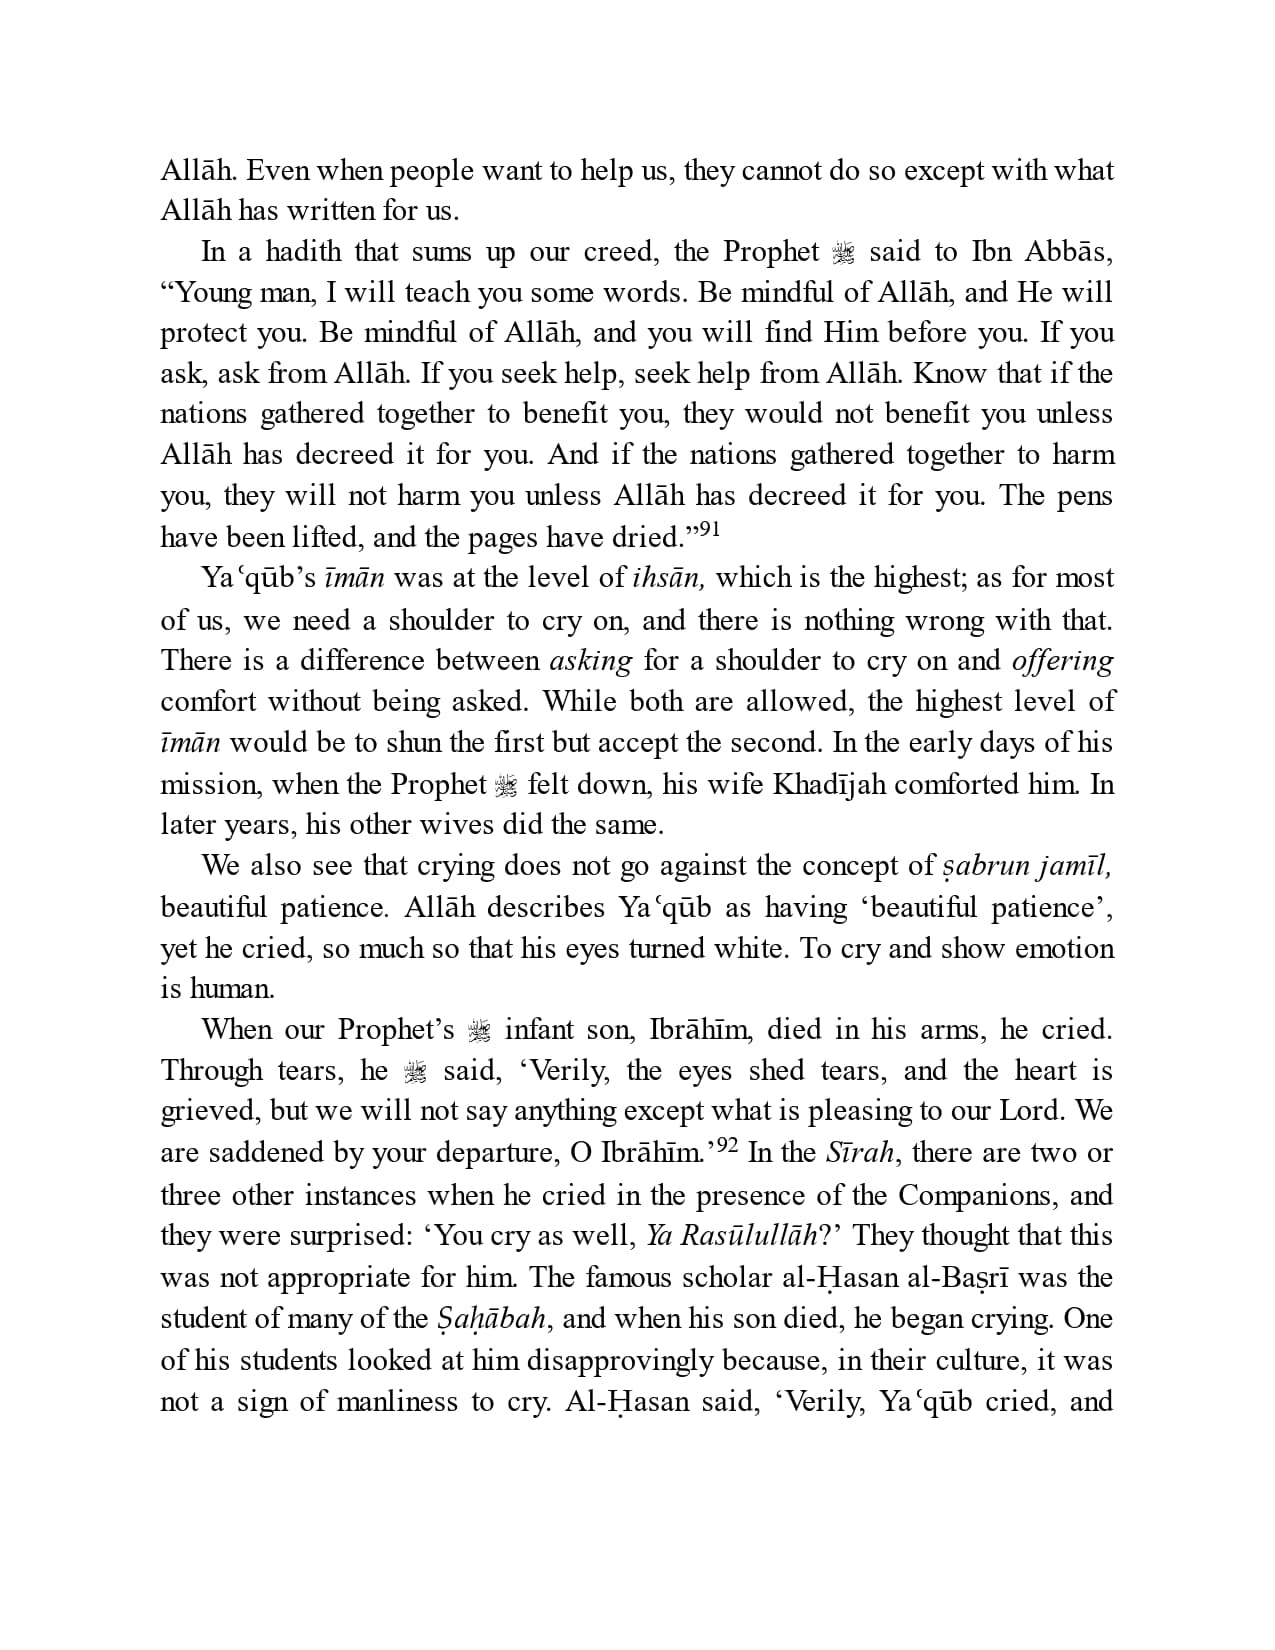 Allāh. Even when people want to help us, they cannot do so except with what
Allāh has written for us.
In a hadith that sums up our creed, the Prophet ﷺ said to Ibn Abbās,
“Young man, I will teach you some words. Be mindful of Allāh, and He will
protect you. Be mindful of Allāh, and you will find Him before you. If you
ask, ask from Allāh. If you seek help, seek help from Allāh. Know that if the
nations gathered together to benefit you, they would not benefit you unless
Allāh has decreed it for you. And if the nations gathered together to harm
you, they will not harm you unless Allāh has decreed it for you. The pens
have been lifted, and the pages have dried.”91
Yaʿqūb’s īmān was at the level of ihsān, which is the highest; as for most
of us, we need a shoulder to cry on, and there is nothing wrong with that.
There is a difference between asking for a shoulder to cry on and offering
comfort without being asked. While both are allowed, the highest level of
īmān would be to shun the first but accept the second. In the early days of his
mission, when the Prophet ﷺ felt down, his wife Khadījah comforted him. In
later years, his other wives did the same.
We also see that crying does not go against the concept of ṣabrun jamīl,
beautiful patience. Allāh describes Yaʿqūb as having ‘beautiful patience’,
yet he cried, so much so that his eyes turned white. To cry and show emotion
is human.
When our Prophet’s ﷺ infant son, Ibrāhīm, died in his arms, he cried.
Through tears, he ﷺ said, ‘Verily, the eyes shed tears, and the heart is
grieved, but we will not say anything except what is pleasing to our Lord. We
are saddened by your departure, O Ibrāhīm.’92 In the Sīrah, there are two or
three other instances when he cried in the presence of the Companions, and
they were surprised: ‘You cry as well, Ya Rasūlullāh?’ They thought that this
was not appropriate for him. The famous scholar al-Ḥasan al-Baṣrī was the
student of many of the Ṣaḥābah, and when his son died, he began crying. One
of his students looked at him disapprovingly because, in their culture, it was
not a sign of manliness to cry. Al-Ḥasan said, ‘Verily, Yaʿqūb cried, and